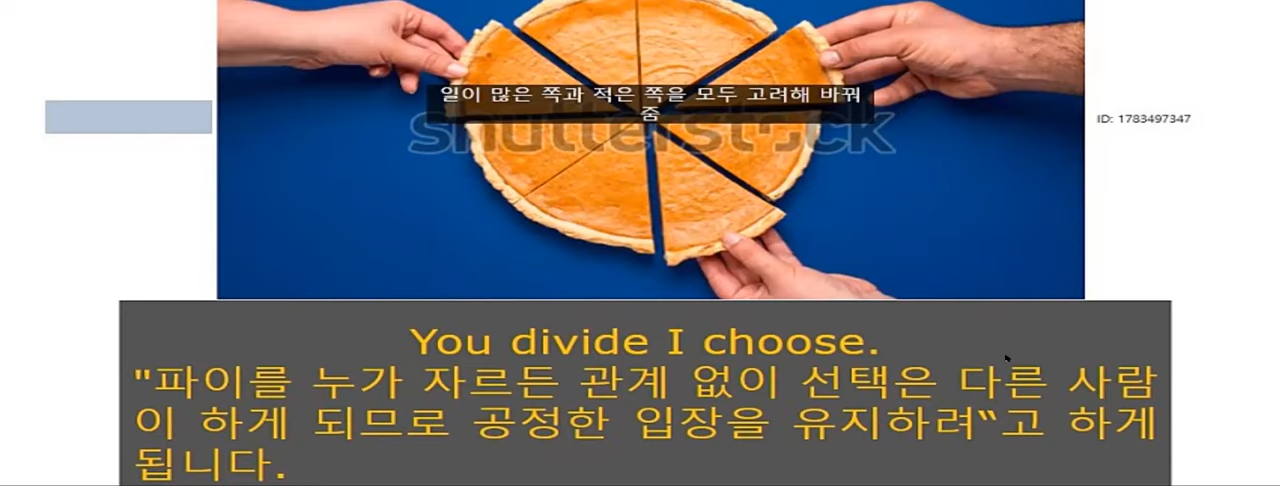 일이 많은 쪽과 적은 쪽을 모두 고려해 바꿔
줌
shutterstock
ID: 1783497347
You divide I choose.
"파이를 누가 자르든 관계 없이 선택은 다른 사람
이 하게 되므로 공정한 입장을 유지하려“고 하게
됩니다.